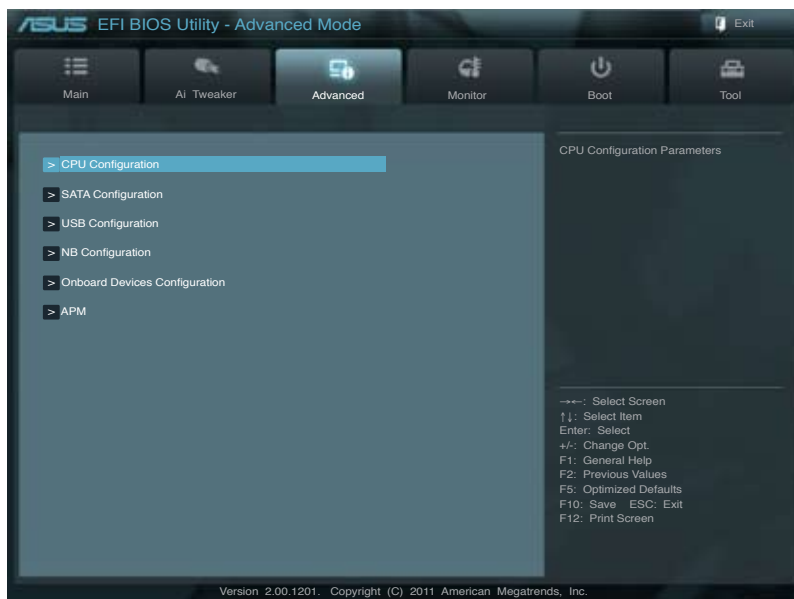 ASUS EFI BIOS Utility - Advanced Mode
Exit
Main
Ai Tweaker
Advanced
Monitor
Boot
Tool
> CPU Configuration
> SATA Configuration
> USB Configuration
> NB Configuration
> Onboard Devices Configuration
> APM
CPU Configuration Parameters
→←: Select Screen
↑↓: Select Item
Enter: Select
+/-: Change Opt.
F1: General Help
F2: Previous Values
F5: Optimized Defaults
F10: Save ESC: Exit
F12: Print Screen
Version 2.00.1201. Copyright (C) 2011 American Megatrends, Inc.